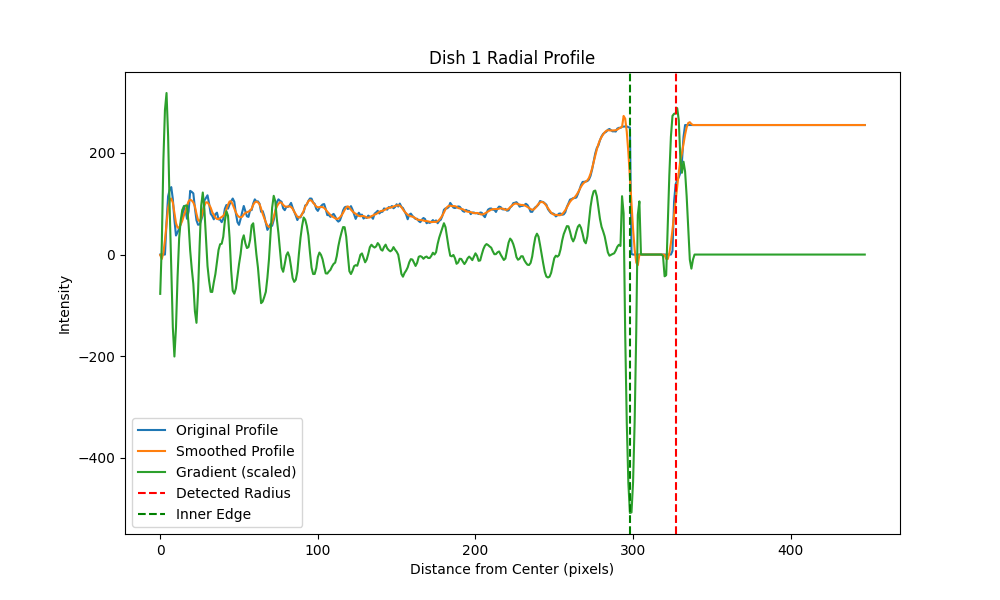 Dish 1 Radial Profile
Intensity
200
0
−200
−400
Original Profile
Smoothed Profile
Gradient (scaled)
Detected Radius
Inner Edge
0 100 200 300 400
Distance from Center (pixels)